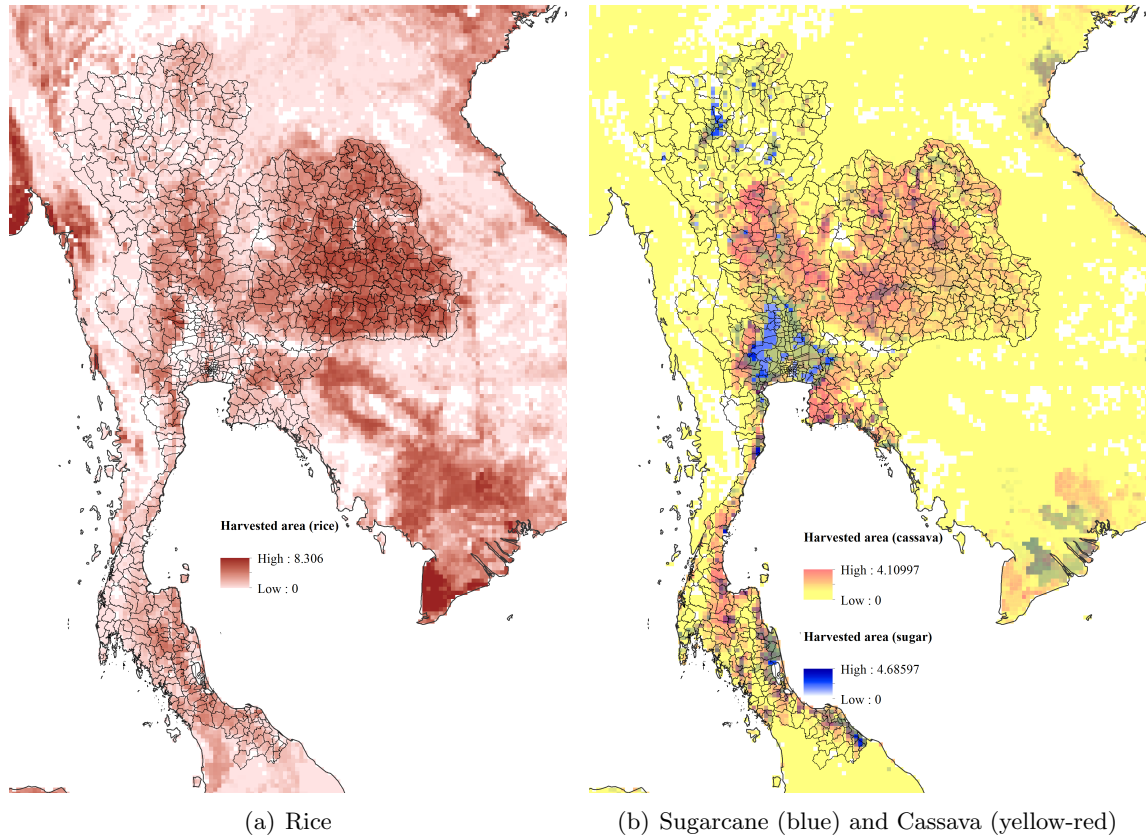 Harvested area (rice)
High : 8.306
Low : 0
Harvested area (cassava)
High : 4.10997
Low : 0
Harvested area (sugar)
High : 4.68597
Low : 0
(a) Rice
(b) Sugarcane (blue) and Cassava (yellow-red)